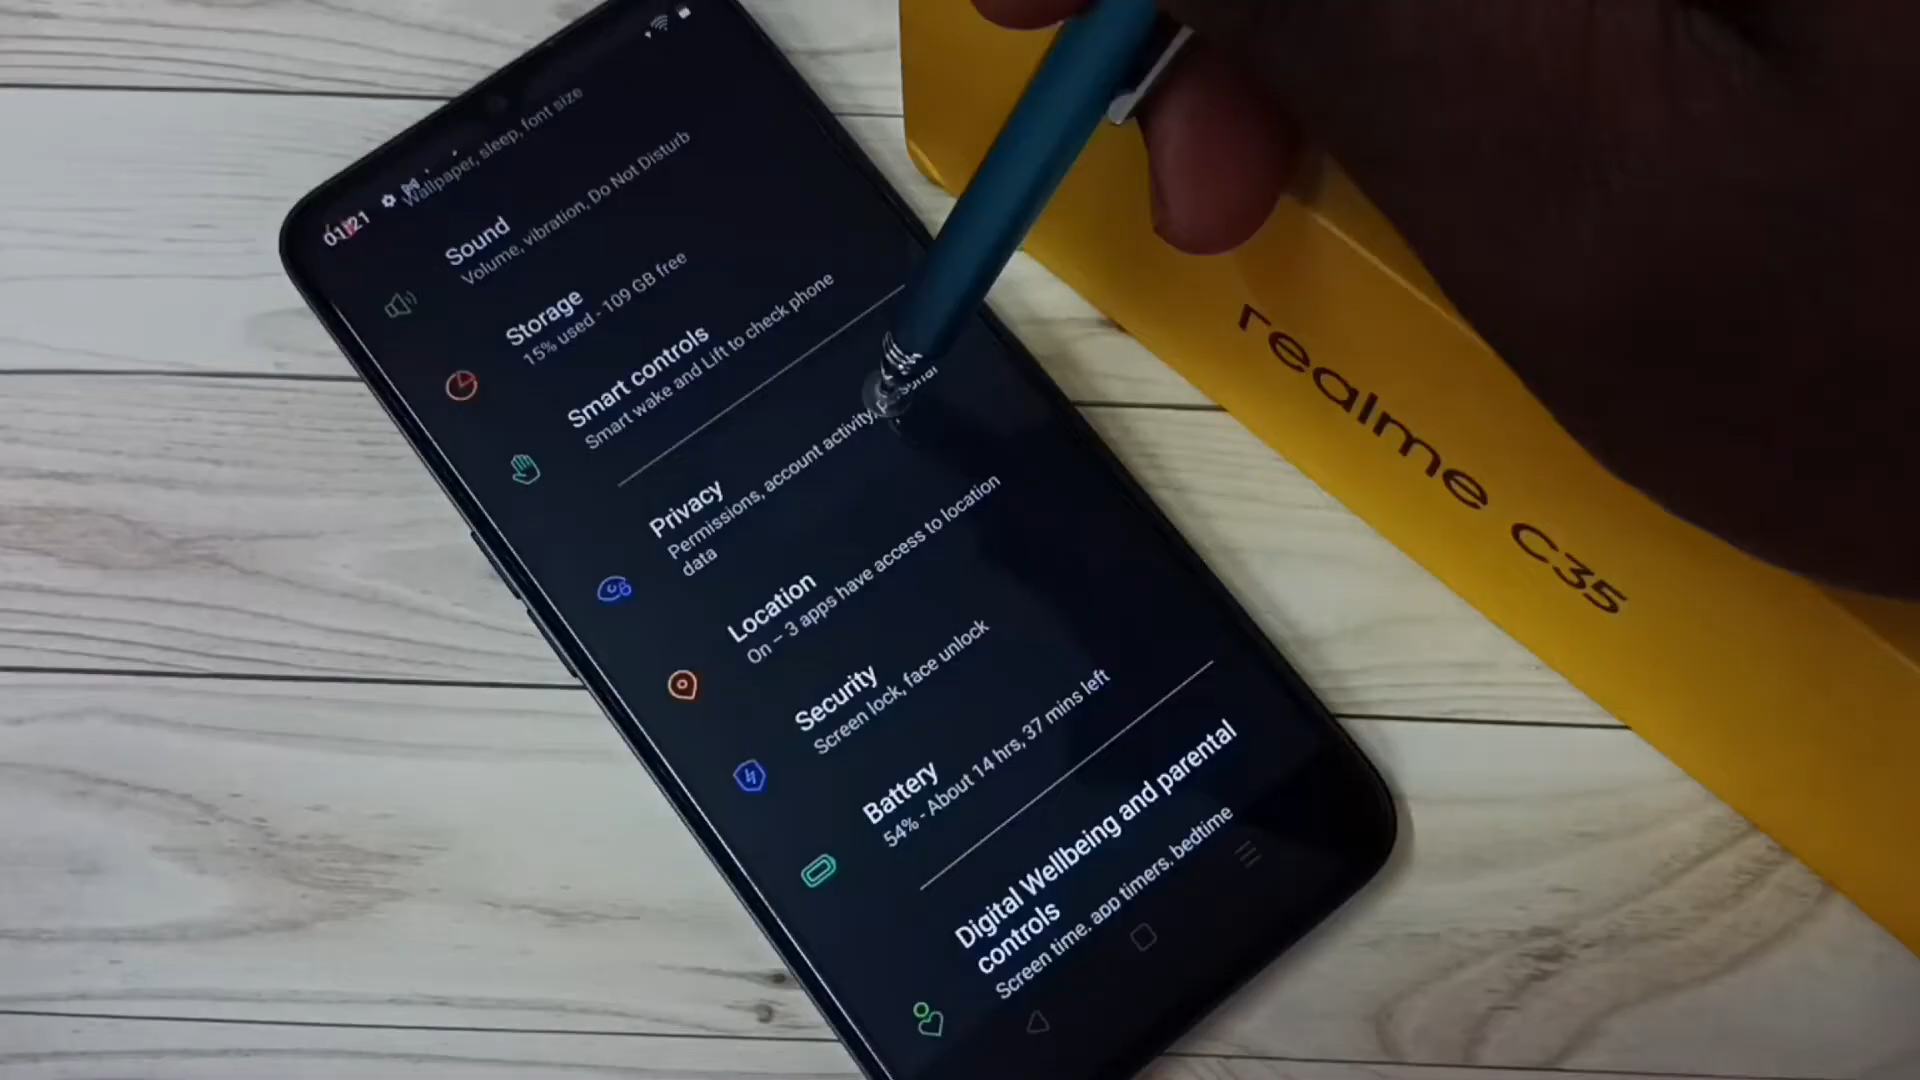 01:21
Wallpaper, sleep, font size
Sound
Volume, vibration, Do Not Disturb
Storage
15% used - 109 GB free
Smart controls
Smart wake and Lift to check phone
Privacy
Permissions, account activity, personal
data
Location
On – 3 apps have access to location
Security
Screen lock, face unlock
Battery
54% - About 14 hrs, 37 mins left
Digital Wellbeing and parental
controls
Screen time, app timers, bedtime
realme C35